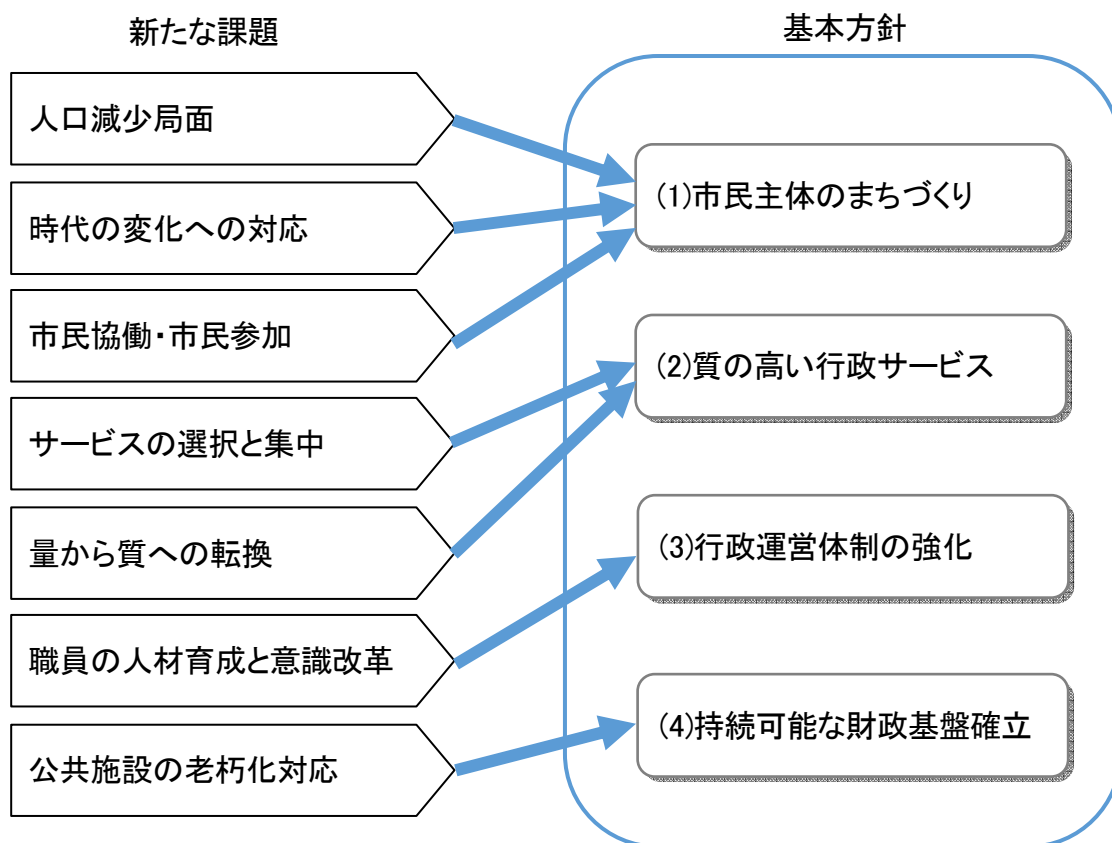 新たな課題
基本方針
人口減少局面
時代の変化への対応
市民協働・市民参加
サービスの選択と集中
量から質への転換
職員の人材育成と意識改革
公共施設の老朽化対応
(1)市民主体のまちづくり
(2)質の高い行政サービス
(3)行政運営体制の強化
(4)持続可能な財政基盤確立